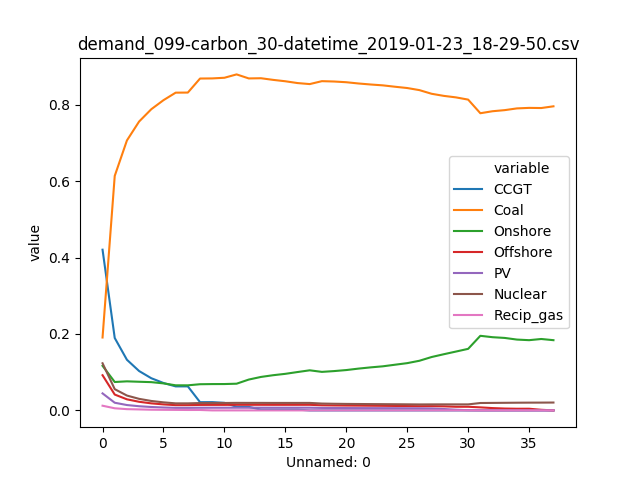 demand_099-carbon_30-datetime_2019-01-23_18-29-50.csv
value
0.8
0.6
0.4
0.2
0.0
variable
CCGT
Coal
Onshore
Offshore
PV
Nuclear
Recip_gas
0 5 10 15 20 25 30 35
Unnamed: 0